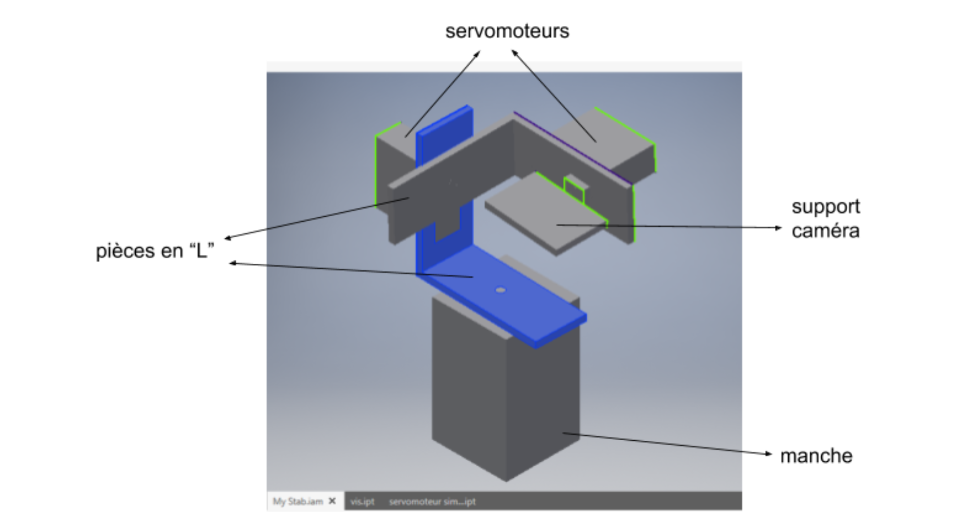 servomoteurs
support
caméra
pièces en “L”
manche
My Stab.iam ✕ vis.ipt servomoteur sim...ipt